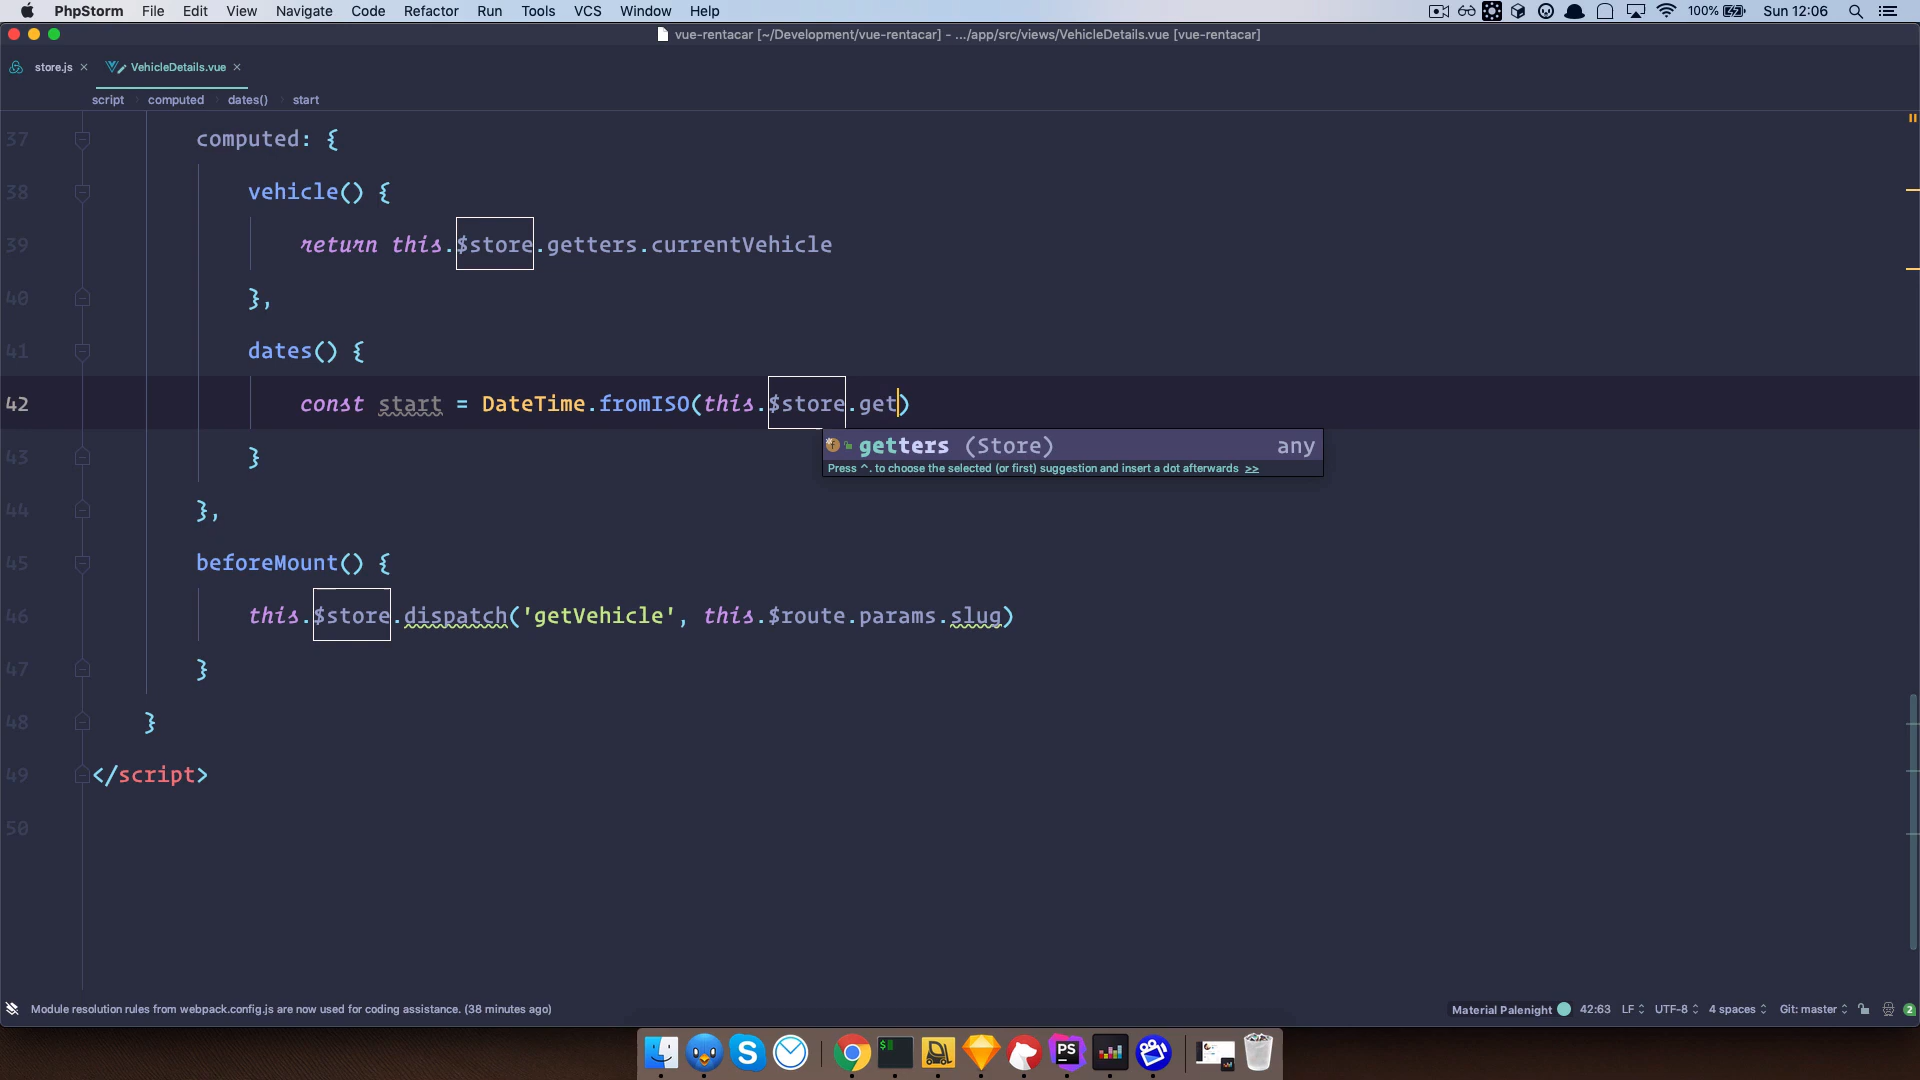 PhpStorm File Edit View Navigate Code Refactor Run Tools VCS Window Help 100% Sun 12:06
vue-rentacar [~/Development/vue-rentacar] - .../app/src/views/VehicleDetails.vue [vue-rentacar]
store.js × VehicleDetails.vue ×
script computed dates() start
37 computed: {
38 vehicle() {
39 return this.$store.getters.currentVehicle
40 },
41 dates() {
42 const start = DateTime.fromISO(this.$store.get)
getters (Store) any
Press ^. to choose the selected (or first) suggestion and insert a dot afterwards >>
43 }
44 },
45 beforeMount() {
46 this.$store.dispatch('getVehicle', this.$route.params.slug)
47 }
48 }
49 </script>
50
Module resolution rules from webpack.config.js are now used for coding assistance. (38 minutes ago) Material Palenight 42:63 LF UTF-8 4 spaces Git: master 2
S $ PS